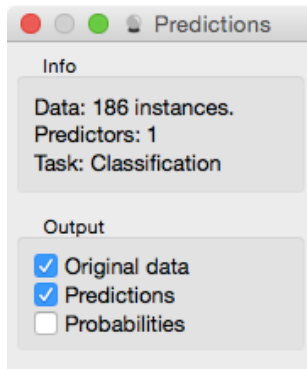 Predictions
Info
Data: 186 instances.
Predictors: 1
Task: Classification
Output
Original data
Predictions
Probabilities